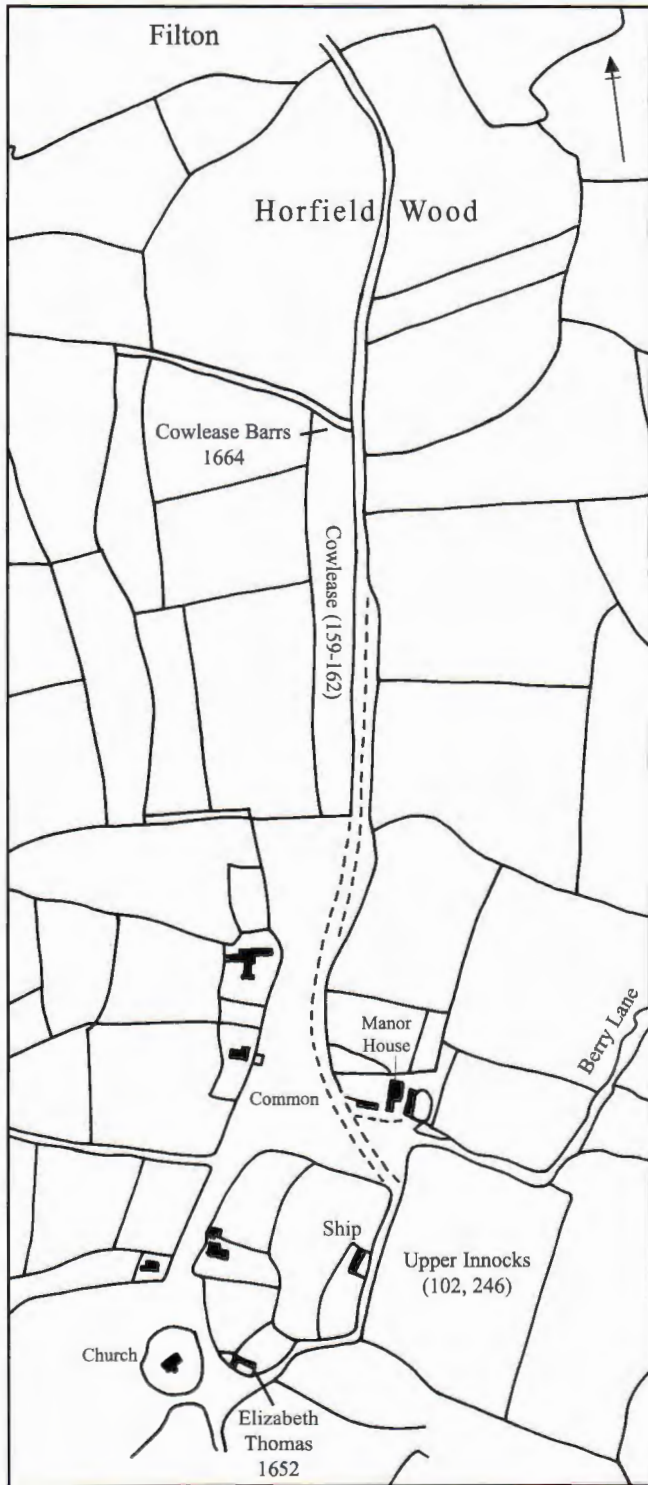 Filton
Horfield Wood
Cowlease Barrs
1664
Cowlease (159-162)
Manor
House
Berry Lane
Common
Ship
Upper Innocks
(102, 246)
Church
Elizabeth
Thomas
1652